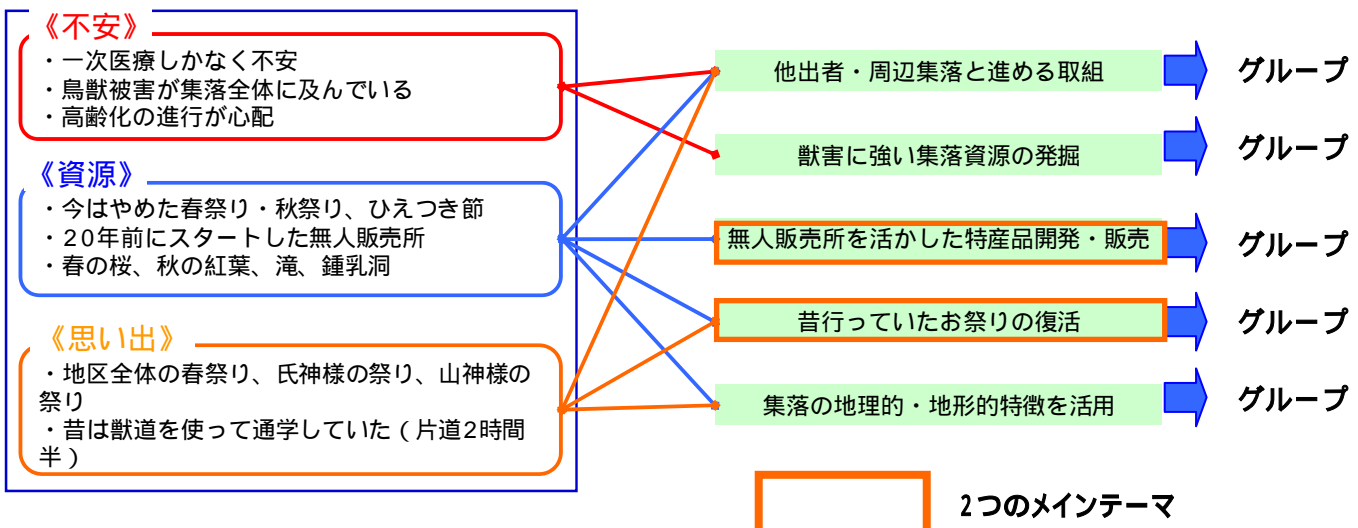 《不安》
・一次医療しかなく不安
・鳥獣被害が集落全体に及んでいる
・高齢化の進行が心配
《資源》
・今はやめた春祭り・秋祭り、ひえつき節
・20年前にスタートした無人販売所
・春の桜、秋の紅葉、滝、鍾乳洞
《思い出》
・地区全体の春祭り、氏神様の祭り、山神様の
祭り
・昔は獣道を使って通学していた（片道2時間
半）
他出者・周辺集落と進める取組
グループ
獣害に強い集落資源の発掘
グループ
無人販売所を活かした特産品開発・販売
グループ
昔行っていたお祭りの復活
グループ
集落の地理的・地形的特徴を活用
グループ
2つのメインテーマ